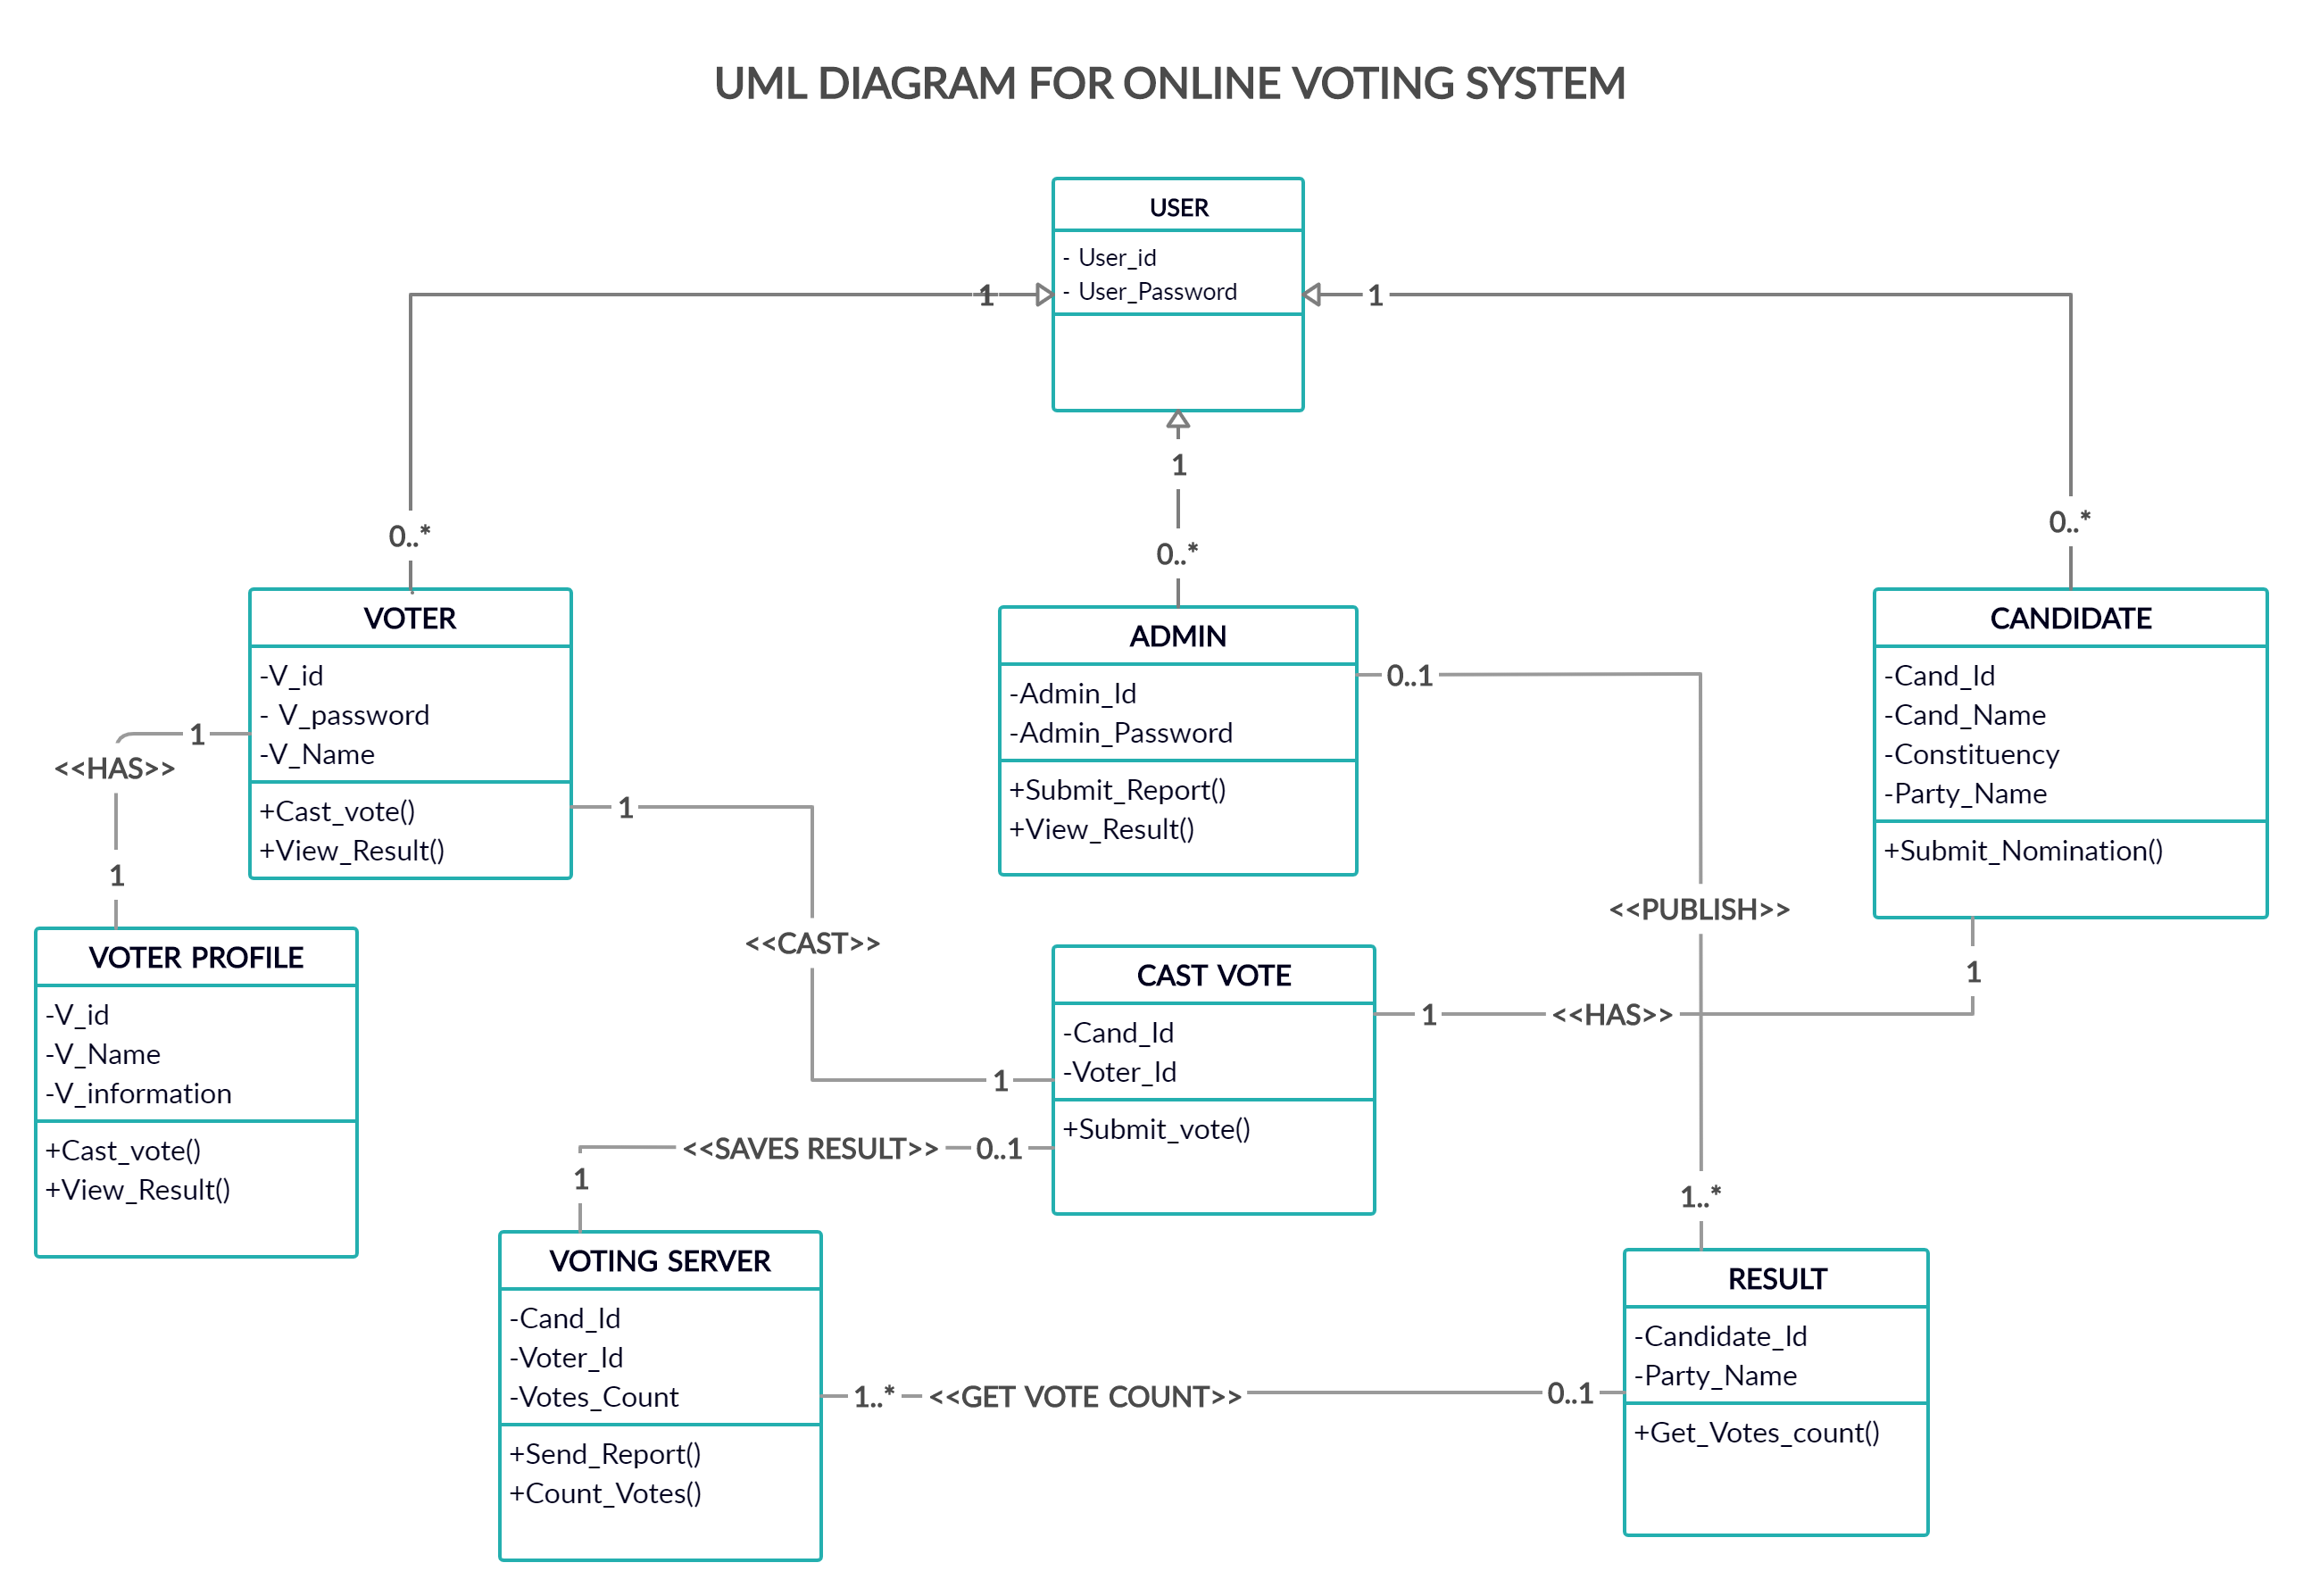 UML DIAGRAM FOR ONLINE VOTING SYSTEM
USER
- User_id
- User_Password
1
1
1
0..*
0..*
0..*
VOTER
-V_id
- V_password
-V_Name
+Cast_vote()
+View_Result()
ADMIN
-Admin_Id
-Admin_Password
+Submit_Report()
+View_Result()
CANDIDATE
-Cand_Id
-Cand_Name
-Constituency
-Party_Name
+Submit_Nomination()
1
<<HAS>>
1
1
<<CAST>>
1
0..1
<<PUBLISH>>
1..*
1
<<HAS>>
1
VOTER PROFILE
-V_id
-V_Name
-V_information
+Cast_vote()
+View_Result()
CAST VOTE
-Cand_Id
-Voter_Id
+Submit_vote()
<<SAVES RESULT>>
0..1
1
VOTING SERVER
-Cand_Id
-Voter_Id
-Votes_Count
+Send_Report()
+Count_Votes()
1..*
<<GET VOTE COUNT>>
0..1
RESULT
-Candidate_Id
-Party_Name
+Get_Votes_count()